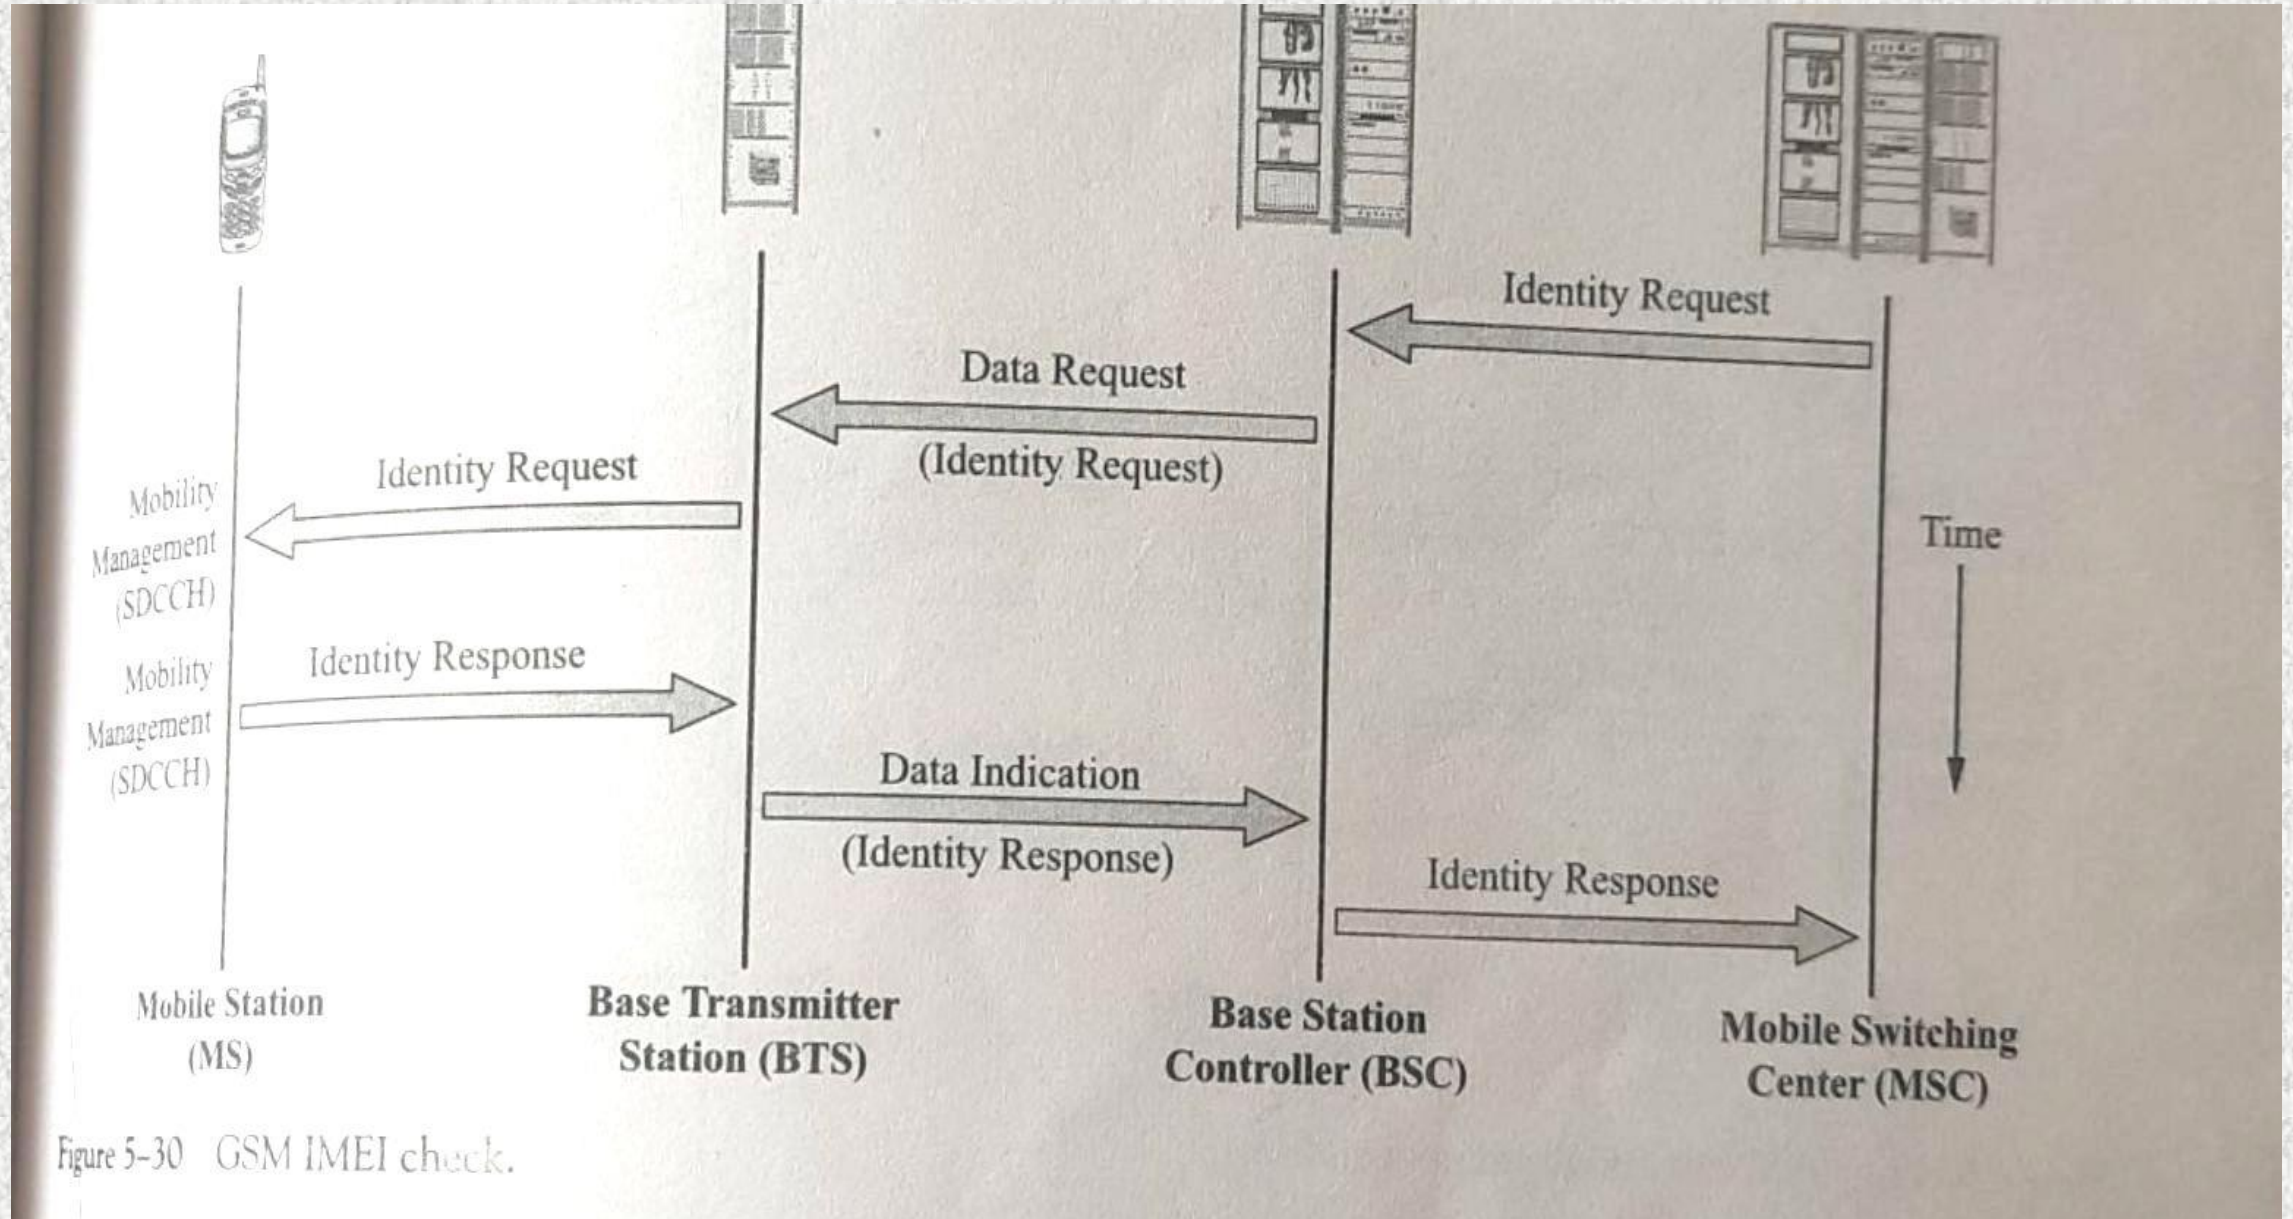 Identity Request
Data Request
(Identity Request)
Identity Request
Mobility
Management
(SDCCH)
Time
Identity Response
Mobility
Management
(SDCCH)
Data Indication
(Identity Response)
Identity Response
Mobile Station
(MS)
Base Transmitter
Station (BTS)
Base Station
Controller (BSC)
Mobile Switching
Center (MSC)
Figure 5–30 GSM IMEI check.